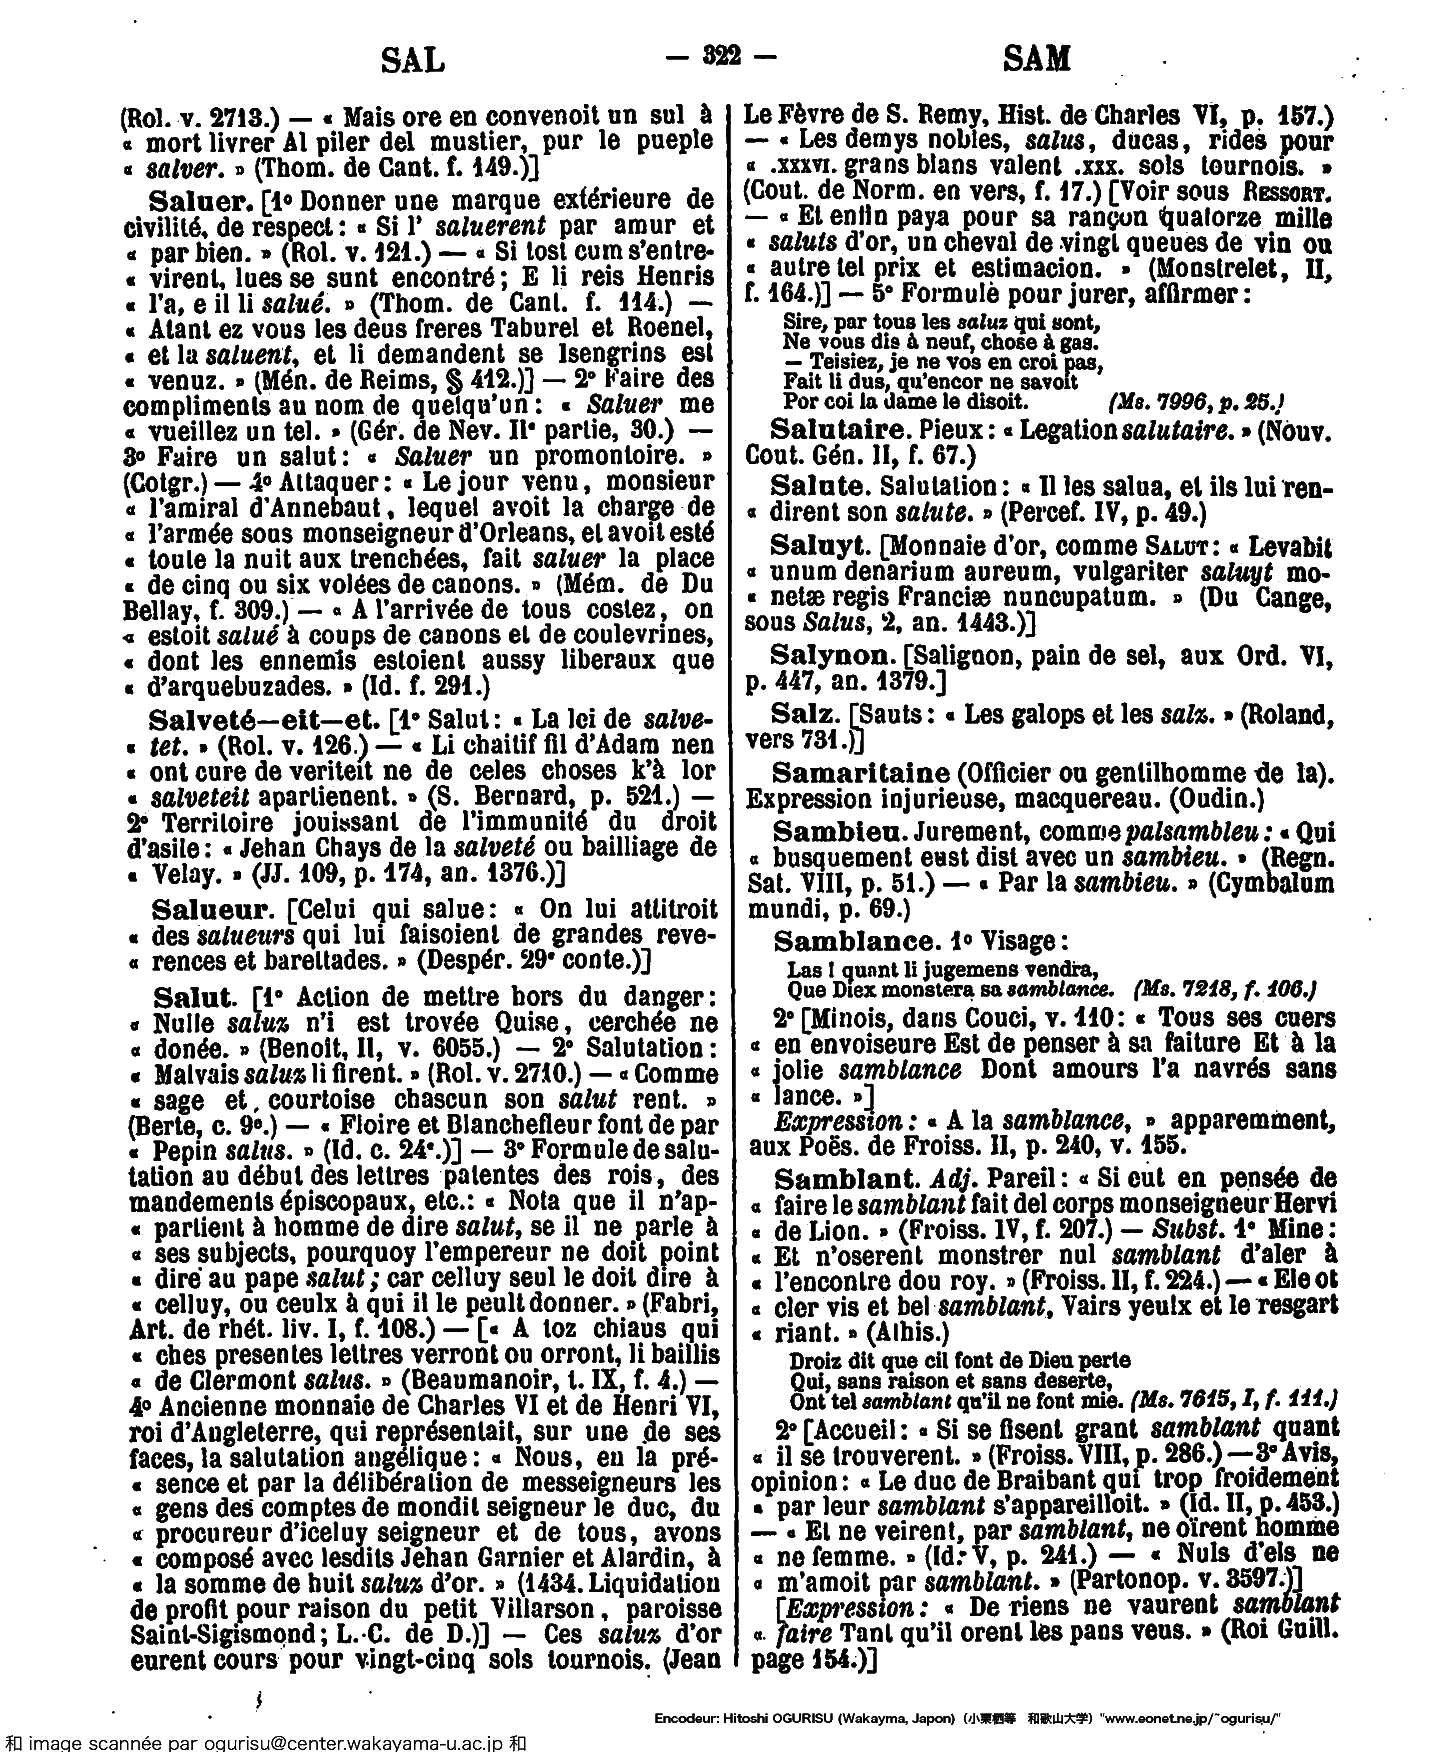 SAL — 322 — SAM
(Rol. v. 2713.) — « Mais ore en convenoit un sul à
« mort livrer Al piler del mustier, pur le pueple
« salver. » (Thom. de Cant. f. 149.)]
Saluer. [1º Donner une marque extérieure de
civilité, de respect : « Si l' saluerent par amur et
« par bien. » (Rol. v. 121.) — « Si tost cum s'entre-
« virent, lues se sunt encontré ; E li reis Henris
« l'a, e il li salué. » (Thom. de Cant. f. 114.) —
« Atant ez vous les deus freres Taburel et Roenel,
« et la saluent, et li demandent se Isengrins est
« venuz. » (Mén. de Reims, § 412.)] — 2º Faire des
compliments au nom de quelqu'un : « Saluer me
« vueillez un tel. » (Gér. de Nev. IIe partie, 30.) —
3º Faire un salut : « Saluer un promontoire. »
(Cotgr.) — 4º Attaquer : « Le jour venu, monsieur
« l'amiral d'Annebaut, lequel avoit la charge de
« l'armée sous monseigneur d'Orleans, et avoit esté
« toute la nuit aux trenchées, fait saluer la place
« de cinq ou six volées de canons. » (Mém. de Du
Bellay, f. 309.) — « A l'arrivée de tous costez, on
« estoit salué à coups de canons et de coulevrines,
« dont les ennemis estoient aussy liberaux que
« d'arquebuzades. » (Id. f. 291.)
Salveté—eit—et. [1º Salut : « La loi de salve-
« tet. » (Rol. v. 126.) — « Li chaitif fil d'Adam nen
« ont cure de veriteit ne de celes choses k'à lor
« salveteit apartienent. » (S. Bernard, p. 521.) —
2º Territoire jouissant de l'immunité du droit
d'asile : « Jehan Chays de la salveté ou bailliage de
« Velay. » (JJ. 109, p. 174, an. 1376.)]
Salueur. [Celui qui salue : « On lui attitroit
« des salueurs qui lui faisoient de grandes reve-
« rences et barettades. » (Despér. 29e conte.)]
Salut. [1º Action de mettre hors du danger :
« Nulle saluz n'i est trovée Quise, cerchée ne
« donée. » (Benoit, II, v. 6055.) — 2º Salutation :
« Malvais saluz li firent. » (Rol. v. 2710.) — « Comme
« sage et courtoise chascun son salut rent. »
(Berte, c. 9e.) — « Floire et Blanchefleur font de par
« Pepin salus. » (Id. c. 24e.)] — 3º Formule de salu-
tation au début des lettres patentes des rois, des
mandements épiscopaux, etc.: « Nota que il n'ap-
« partient à homme de dire salut, se il ne parle à
« ses subjects, pourquoy l'empereur ne doit point
« dire au pape salut ; car celluy seul le doit dire à
« celluy, ou ceulx à qui il le peult donner. » (Fabri,
Art. de rhét. liv. I, f. 108.) — [« A toz chiaus qui
« ches presentes lettres verront ou orront, li baillis
« de Clermont salus. » (Beaumanoir, t. IX, f. 4.) —
4º Ancienne monnaie de Charles VI et de Henri VI,
roi d'Angleterre, qui représentait, sur une de ses
faces, la salutation angélique : « Nous, en la pré-
« sence et par la délibération de messeigneurs les
« gens des comptes de mondit seigneur le duc, du
« procureur d'iceluy seigneur et de tous, avons
« composé avec lesdits Jehan Garnier et Alardin, à
« la somme de huit saluz d'or. » (1434. Liquidation
de profit pour raison du petit Villarson, paroisse
Saint-Sigismond ; L. C. de D.)] — Ces saluz d'or
eurent cours pour vingt-cinq sols tournois. (Jean
Le Fèvre de S. Remy, Hist. de Charles VI, p. 157.)
— « Les demys nobles, salus, ducas, rides pour
« .XXXVI. grans blans valent .XXX. sols tournois. »
(Cout. de Norm. en vers, f. 17.) [Voir sous RESSORT.
— « Et enfin paya pour sa rançon quatorze mille
« saluts d'or, un cheval de vingt queues de vin ou
« autre tel prix et estimacion. » (Monstrelet, II,
f. 164.)] — 5º Formule pour jurer, affirmer :
Sire, par tous les saluz qui sont,
Ne vous dis à neuf, chose à gas.
— Teisiez, je ne vos en croi pas,
Fait li dus, qu'encor ne savoit
Por coi la dame le disoit. (Ms. 7996, p. 25.)
Salutaire. Pieux : « Legation salutaire. » (Nouv.
Cout. Gén. II, f. 67.)
Salute. Salutation : « Il les salua, et ils lui ren-
« dirent son salute. » (Percef. IV, p. 49.)
Saluyt. [Monnaie d'or, comme SALUT : « Levabit
« unum denarium aureum, vulgariter saluyt mo-
« netæ regis Franciæ nuncupatum. » (Du Cange,
sous Salus, 2, an. 1443.)]
Salynon. [Salignon, pain de sel, aux Ord. VI,
p. 447, an. 1379.]
Salz. [Sauts : « Les galops et les salz. » (Roland,
vers 731.)]
Samaritaine (Officier ou gentilhomme de la).
Expression injurieuse, macquereau. (Oudin.)
Sambieu. Jurement, comme palsambleu : « Qui
« busquement eust dist avec un sambieu. » (Regn.
Sat. VIII, p. 51.) — « Par la sambieu. » (Cymbalum
mundi, p. 69.)
Samblance. 1º Visage :
Las ! quant li jugemens vendra,
Que Diex monstera sa samblance. (Ms. 7218, f. 106.)
2º [Minois, dans Couci, v. 110 : « Tous ses cuers
« en envoiseure Est de penser à sa faiture Et à la
« jolie samblance Dont amours l'a navrés sans
« lance. »]
Expression : « A la samblance, » apparemment,
aux Poës. de Froiss. II, p. 240, v. 155.
Samblant. Adj. Pareil : « Si eut en pensée de
« faire le samblant fait del corps monseigneur Hervi
« de Lion. » (Froiss. IV, f. 207.) — Subst. 1º Mine :
« Et n'oserent monstrer nul samblant d'aler à
« l'encontre dou roy. » (Froiss. II, f. 224.) — « Ele ot
« cler vis et bel samblant, Vairs yeulx et le resgart
« riant. » (Athis.)
Droiz dit que cil font de Dieu perte
Qui, sans raison et sans deserte,
Ont tel samblant qu'il ne font mie. (Ms. 7615, I, f. 111.)
2º [Accueil : « Si se fisent grant samblant quant
« il se trouverent. » (Froiss. VIII, p. 286.) — 3º Avis,
opinion : « Le duc de Braibant qui trop froidement
« par leur samblant s'appareilloit. » (Id. II, p. 453.)
— « Et ne veirent, par samblant, ne oïrent homme
« ne femme. » (Id. V, p. 241.) — « Nuls d'els ne
« m'amoit par samblant. » (Partonop. v. 3597.)]
[Expression : « De riens ne vaurent samblant
« faire Tant qu'il orent les pans veus. » (Roi Guill.
page 154.)]
Encodeur: Hitoshi OGURISU (Wakayma, Japon) (小栗栖等 和歌山大学) "www.eonet.ne.jp/~ogurisu/"
和 image scannée par ogurisu@center.wakayama-u.ac.jp 和